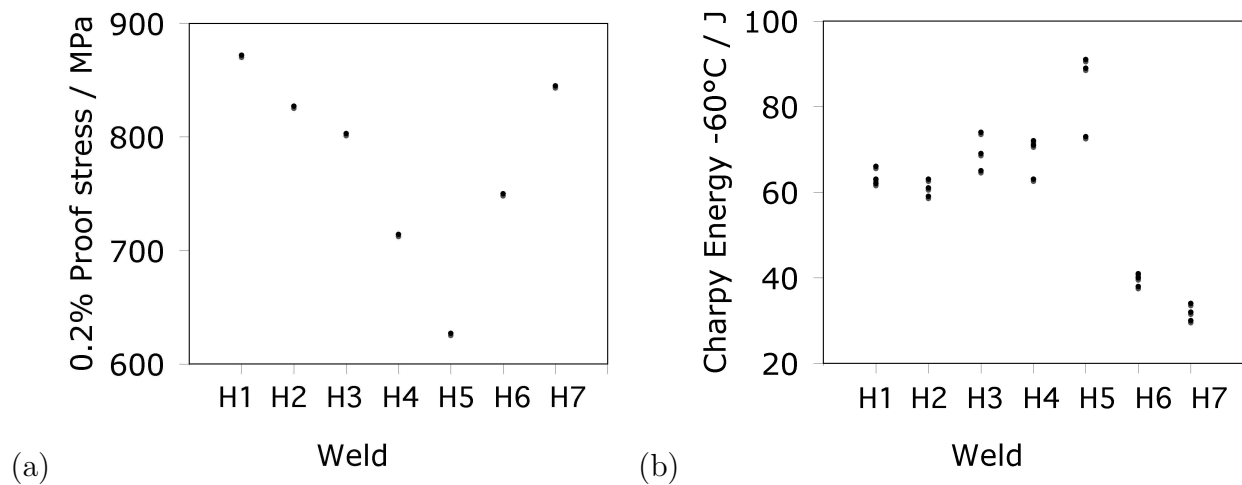 900
800
700
600
0.2% Proof stress / MPa
H1 H2 H3 H4 H5 H6 H7
Weld
(a)
100
80
60
40
20
Charpy Energy -60°C / J
H1 H2 H3 H4 H5 H6 H7
Weld
(b)